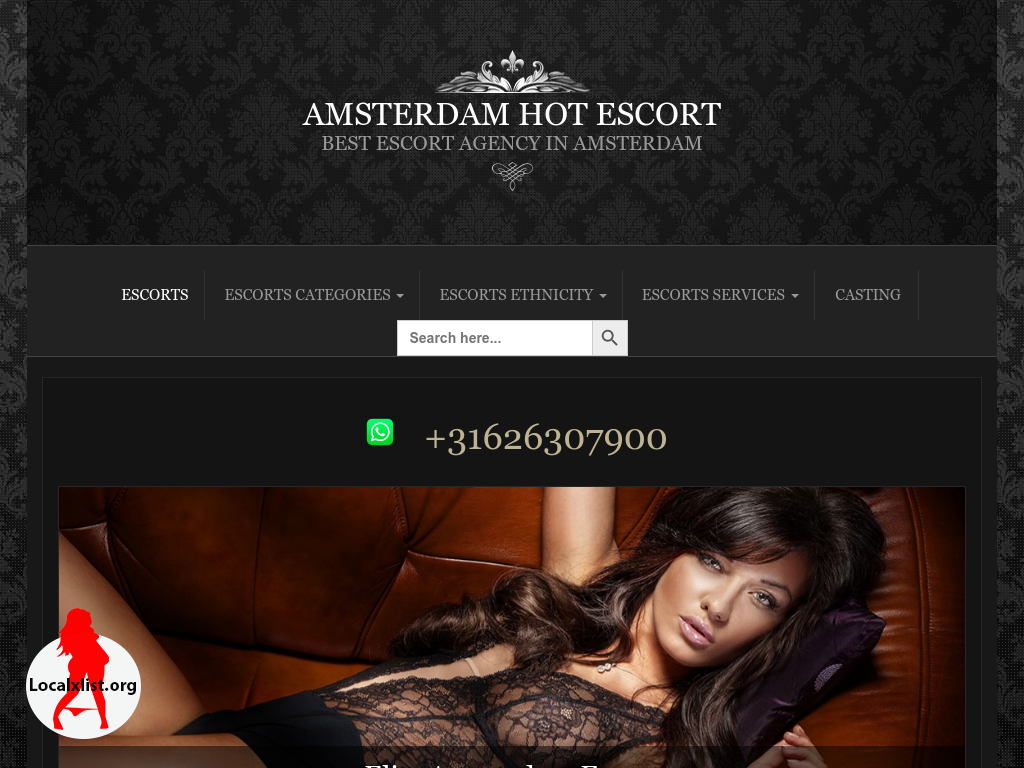 AMSTERDAM HOT ESCORT
BEST ESCORT AGENCY IN AMSTERDAM
ESCORTS
ESCORTS CATEGORIES
ESCORTS ETHNICITY
ESCORTS SERVICES
CASTING
Search here...
+31626307900
Localxlist.org